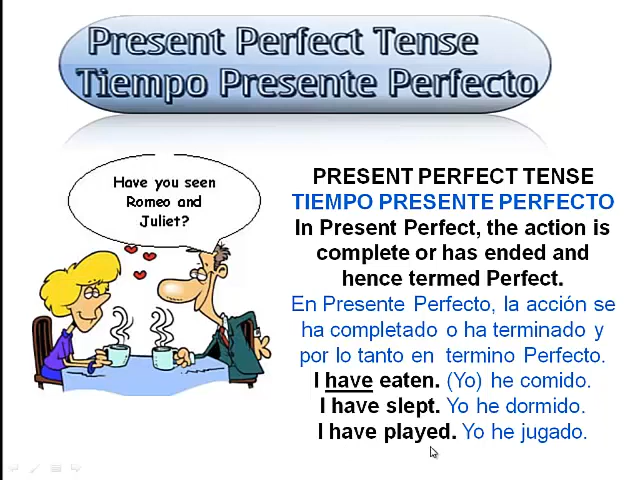 Present Perfect Tense
Tiempo Presente Perfecto
Have you seen
Romeo and
Juliet?
PRESENT PERFECT TENSE
TIEMPO PRESENTE PERFECTO
In Present Perfect, the action is
complete or has ended and
hence termed Perfect.
En Presente Perfecto, la acción se
ha completado o ha terminado y
por lo tanto en termino Perfecto.
I have eaten. (Yo) he comido.
I have slept. Yo he dormido.
I have played. Yo he jugado.